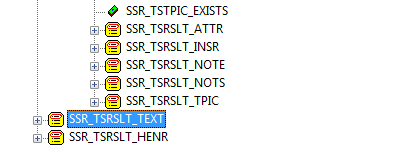 SSR_TSTPIC_EXISTS
SSR_TSRSLT_ATTR
SSR_TSRSLT_INSR
SSR_TSRSLT_NOTE
SSR_TSRSLT_NOTS
SSR_TSRSLT_TPIC
SSR_TSRSLT_TEXT
SSR_TSRSLT_HENR